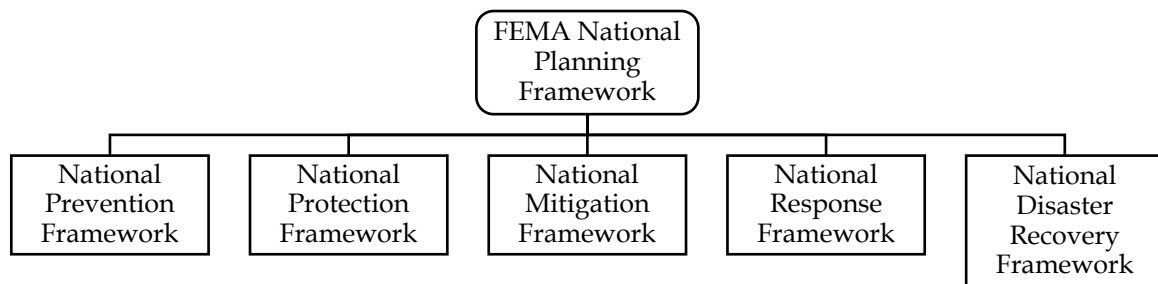 FEMA National
Planning
Framework
National
Prevention
Framework
National
Protection
Framework
National
Mitigation
Framework
National
Response
Framework
National
Disaster
Recovery
Framework